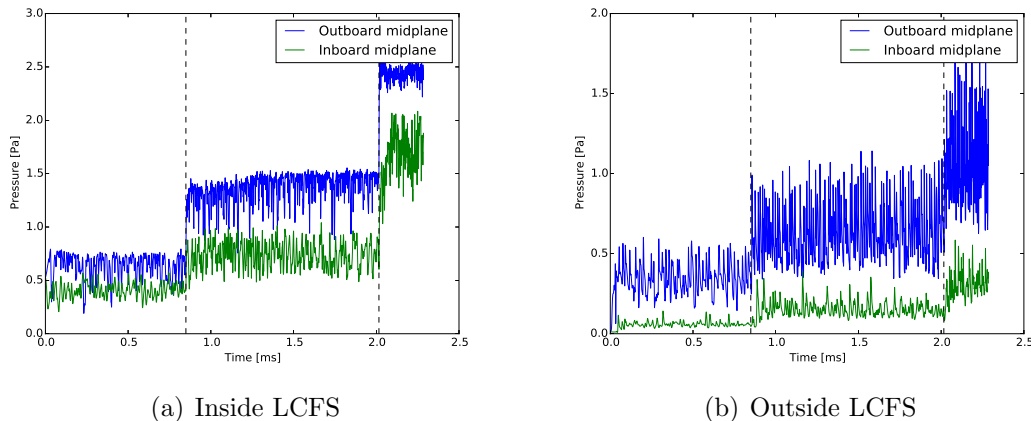 3.0
2.5
2.0
1.5
1.0
0.5
0.0
Pressure [Pa]
0.0 0.5 1.0 1.5 2.0 2.5
Time [ms]
Outboard midplane
Inboard midplane
(a) Inside LCFS
2.0
1.5
1.0
0.5
0.0
Pressure [Pa]
0.0 0.5 1.0 1.5 2.0 2.5
Time [ms]
Outboard midplane
Inboard midplane
(b) Outside LCFS